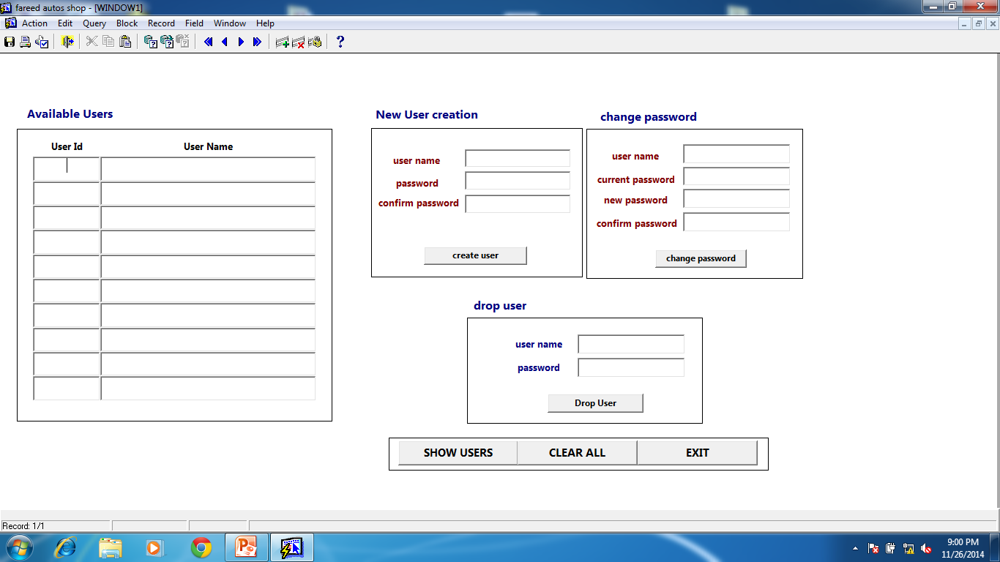 fareed autos shop - [WINDOW1]
Action Edit Query Block Record Field Window Help
Available Users
User Id User Name
New User creation
user name
password
confirm password
create user
change password
user name
current password
new password
confirm password
change password
drop user
user name
password
Drop User
SHOW USERS CLEAR ALL EXIT
Record: 1/1
9:00 PM
11/26/2014